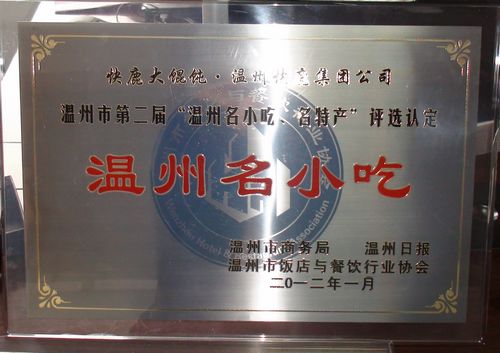 快鹿大馄饨·温州快鹿集团公司
温州市第二届“温州名小吃、名特产”评选认定
温州名小吃
温州市商务局 温州日报
温州市饭店与餐饮行业协会
二〇一二年一月
Wenzhou Hotel Association